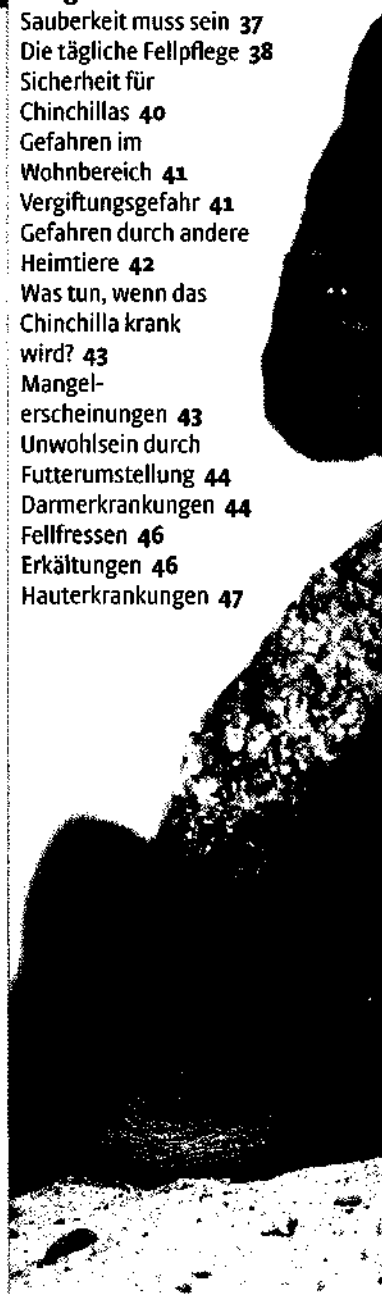 Sauberkeit muss sein 37
Die tägliche Fellpflege 38
Sicherheit für
Chinchillas 40
Gefahren im
Wohnbereich 41
Vergiftungsgefahr 41
Gefahren durch andere
Heimtiere 42
Was tun, wenn das
Chinchilla krank
wird? 43
Mangel-
erscheinungen 43
Unwohlsein durch
Futterumstellung 44
Darmerkrankungen 44
Fellfressen 46
Erkältungen 46
Hauterkrankungen 47